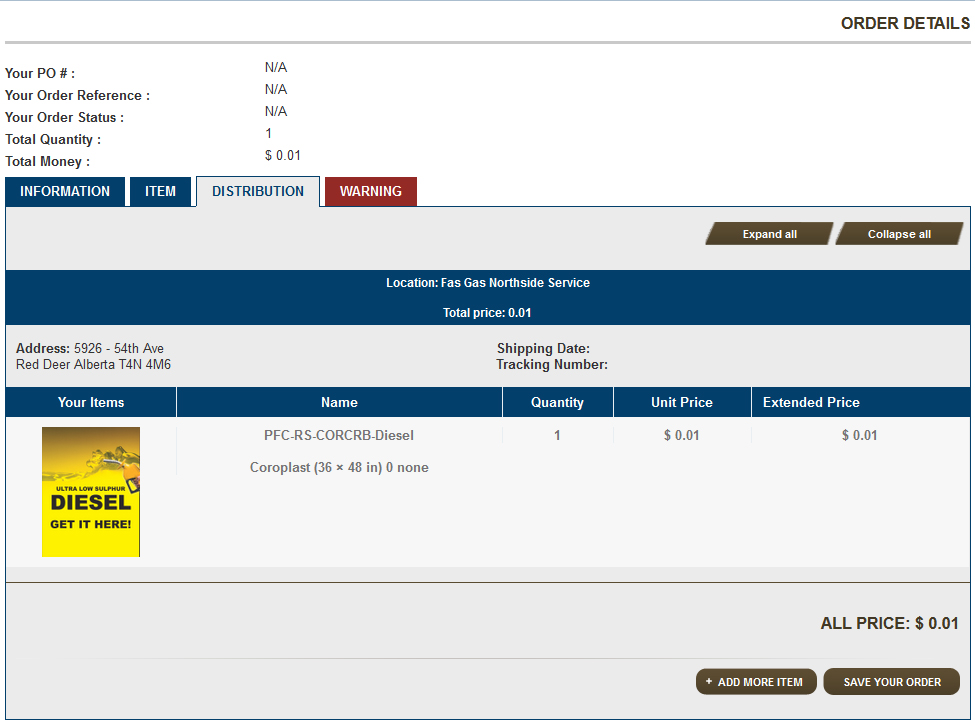 ORDER DETAILS
Your PO # : N/A
Your Order Reference : N/A
Your Order Status : N/A
Total Quantity : 1
Total Money : $ 0.01
INFORMATION ITEM DISTRIBUTION WARNING
Expand all Collapse all
Location: Fas Gas Northside Service
Total price: 0.01
Address: 5926 - 54th Ave Shipping Date:
Red Deer Alberta T4N 4M6 Tracking Number:
Your Items Name Quantity Unit Price Extended Price
PFC-RS-CORCRB-Diesel 1 $ 0.01 $ 0.01
Coroplast (36 × 48 in) 0 none
ULTRA LOW SULPHUR
DIESEL
GET IT HERE!
ALL PRICE: $ 0.01
+ ADD MORE ITEM SAVE YOUR ORDER